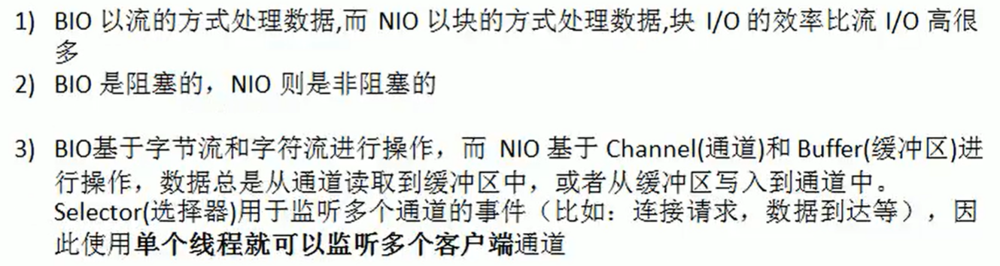 1) BIO 以流的方式处理数据,而 NIO 以块的方式处理数据,块 I/O 的效率比流 I/O 高很
多
2) BIO 是阻塞的，NIO 则是非阻塞的
3) BIO基于字节流和字符流进行操作，而 NIO 基于 Channel(通道)和 Buffer(缓冲区)进
行操作，数据总是从通道读取到缓冲区中，或者从缓冲区写入到通道中。
Selector(选择器)用于监听多个通道的事件（比如：连接请求，数据到达等），因
此使用单个线程就可以监听多个客户端通道